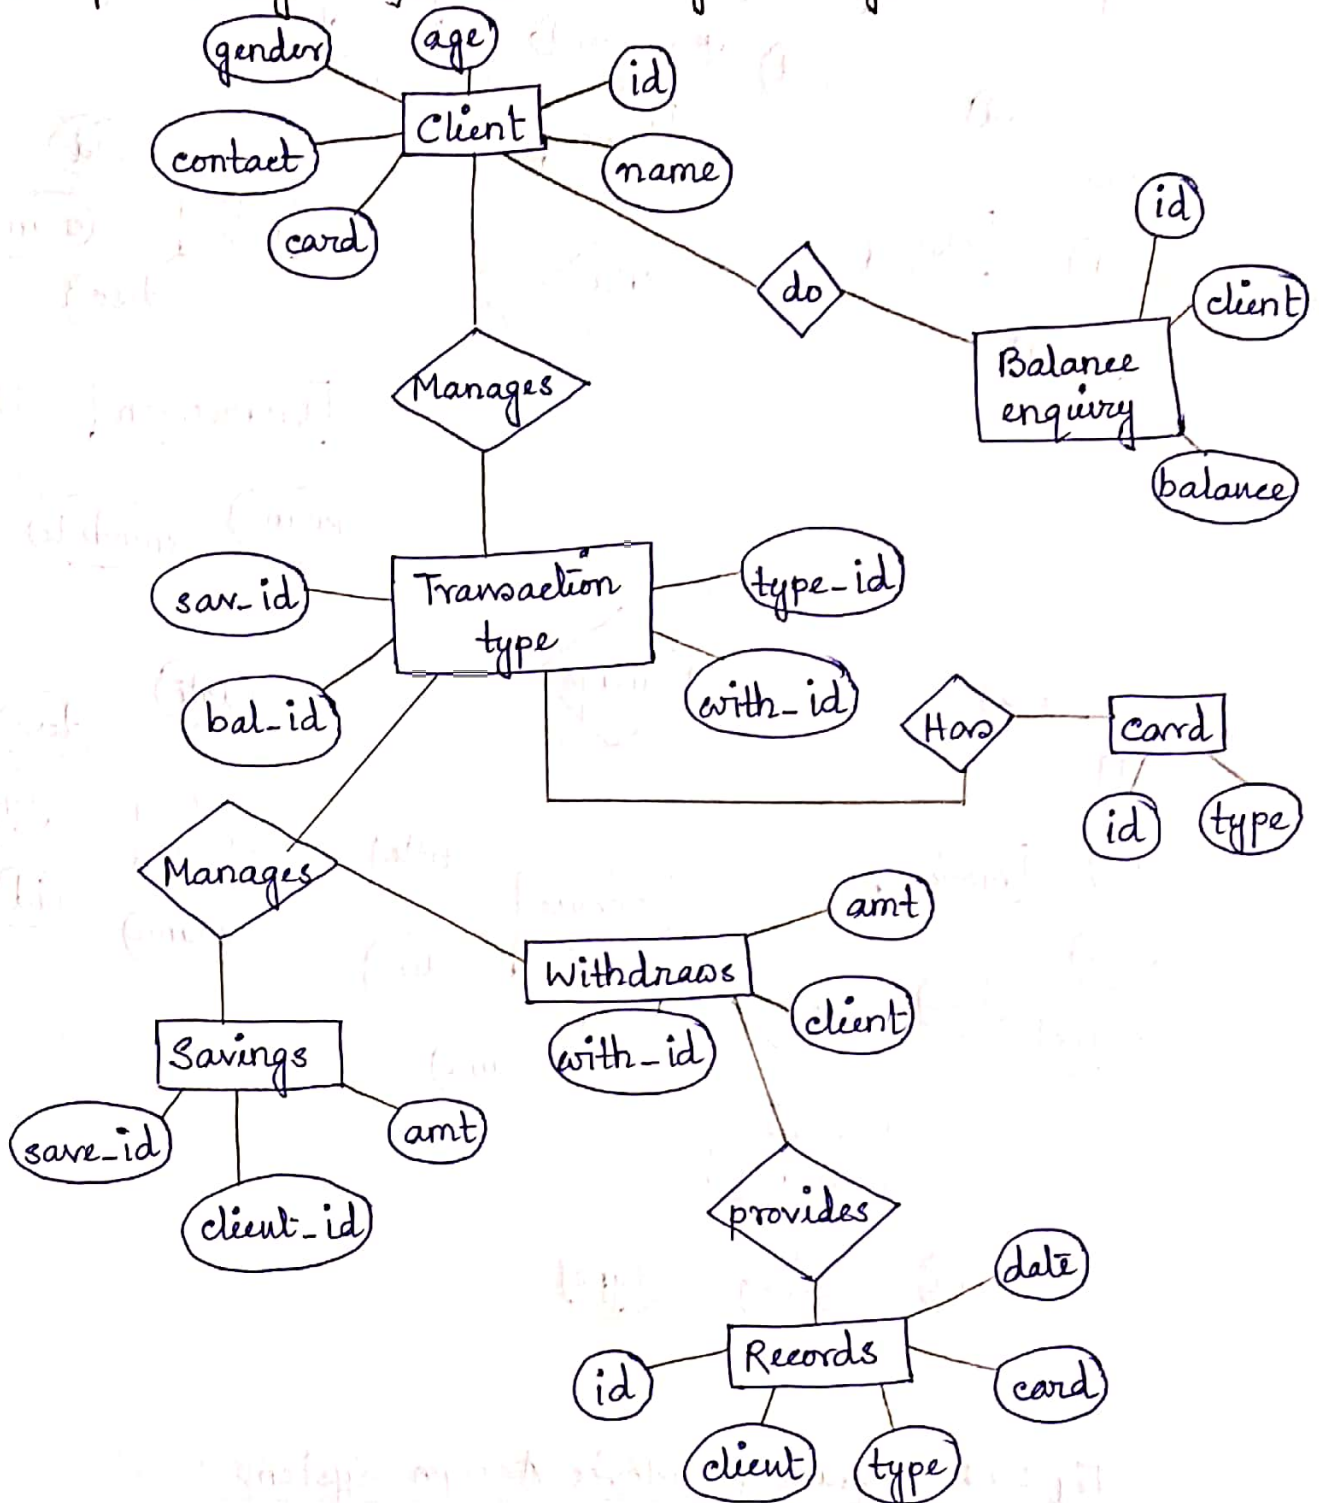 gender
age
id
Client
contact
name
card
id
do
client
Balance
enquiry
Manages
balance
Transaction
type
sav_id
type_id
bal_id
with_id
Has
card
id
type
Manages
amt
Withdraws
client
with_id
Savings
save_id
amt
client_id
provides
date
Records
id
card
client
type